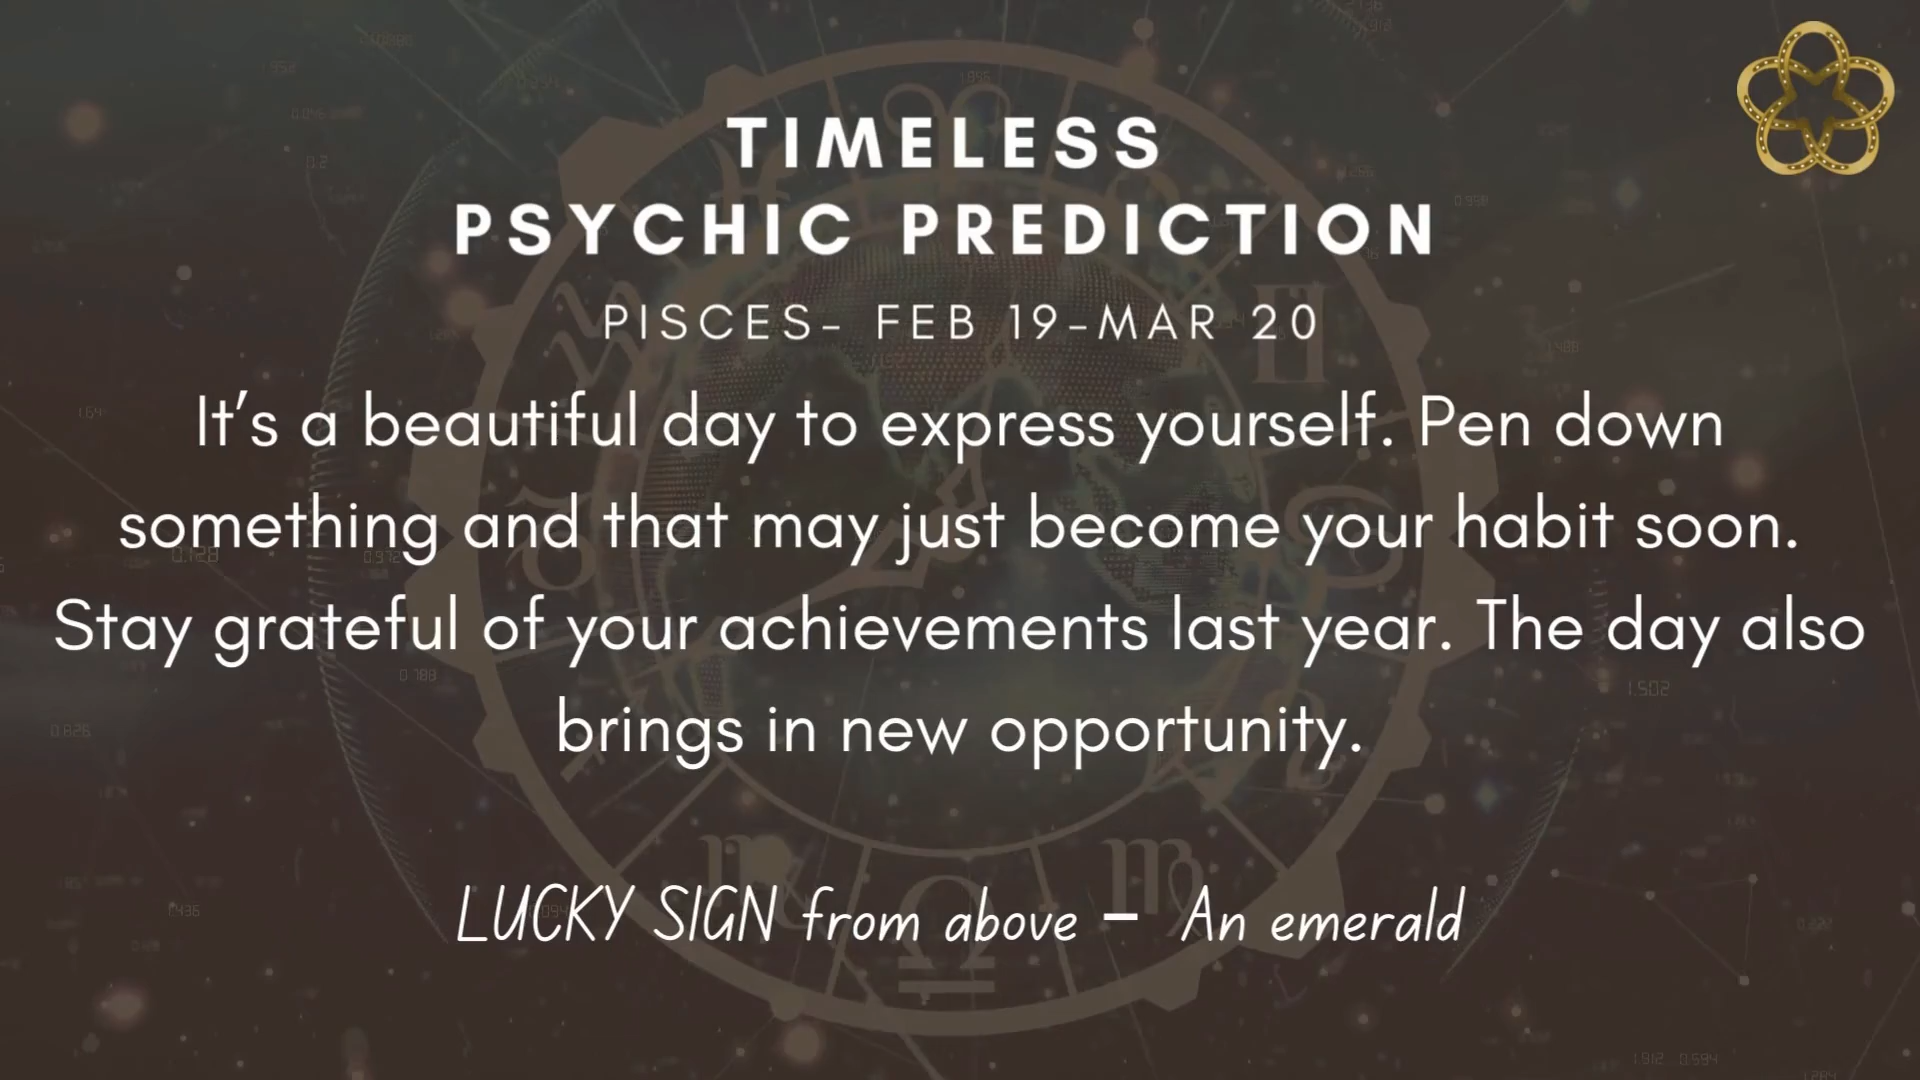 TIMELESS
PSYCHIC PREDICTION
PISCES- FEB 19-MAR 20
It's a beautiful day to express yourself. Pen down
something and that may just become your habit soon.
Stay grateful of your achievements last year. The day also
brings in new opportunity.
LUCKY SIGN from above – An emerald